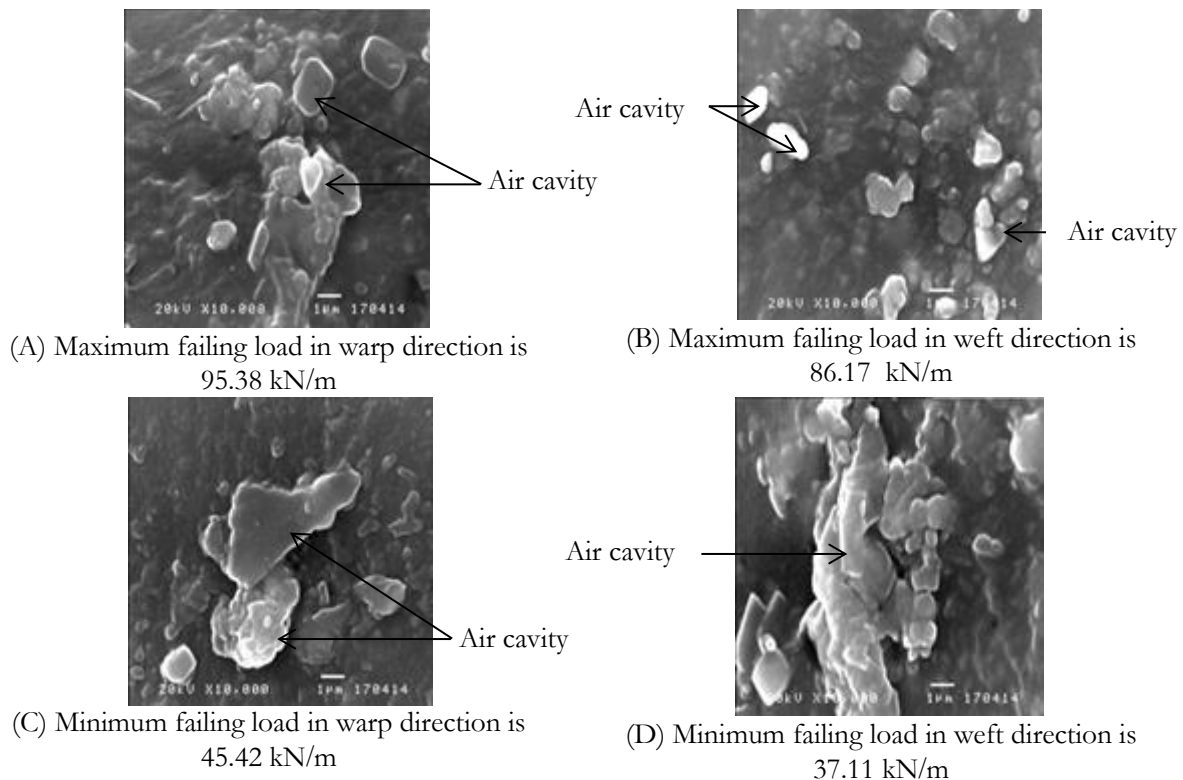 Air cavity
20kV X10,000 1µm 170414
(A) Maximum failing load in warp direction is
95.38 kN/m
Air cavity
Air cavity
20kV X10,000 1µm 170414
(B) Maximum failing load in weft direction is
86.17 kN/m
Air cavity
20kV X10,000 1µm 170414
(C) Minimum failing load in warp direction is
45.42 kN/m
Air cavity
20kV 1µm 170414
(D) Minimum failing load in weft direction is
37.11 kN/m